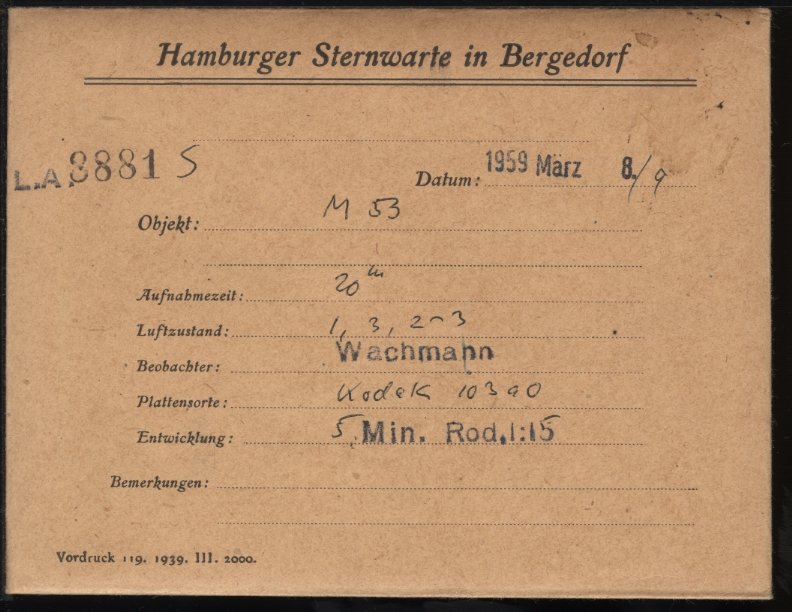 Hamburger Sternwarte in Bergedorf
L.A 8881 S
Datum: 1959 März 8./9
Objekt: M 53
Aufnahmezeit: 20m
Luftzustand: 1, 3, 2-3
Beobachter: Wachmann
Plattensorte: Kodak 103aO
Entwicklung: 5 Min. Rod. 1:15
Bemerkungen:
Vordruck 119. 1939. III. 2000.